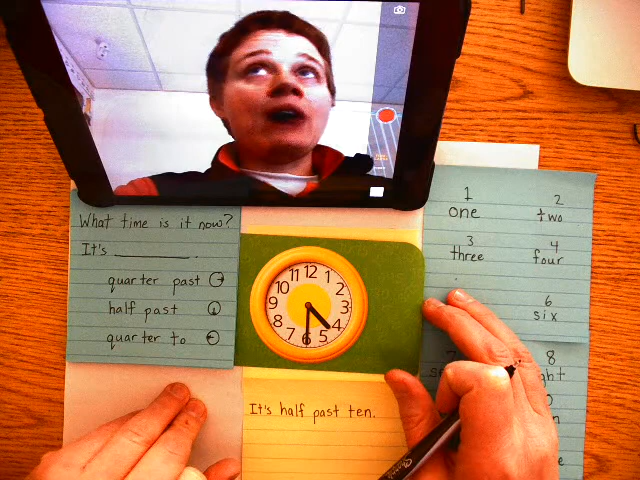 What time is it now?
It's ________.
quarter past
half past
quarter to
12
11 1
10 2
9 3
8 4
7 5
6
It's half past ten.
1 2
one two
3 4
three four
6
six
8